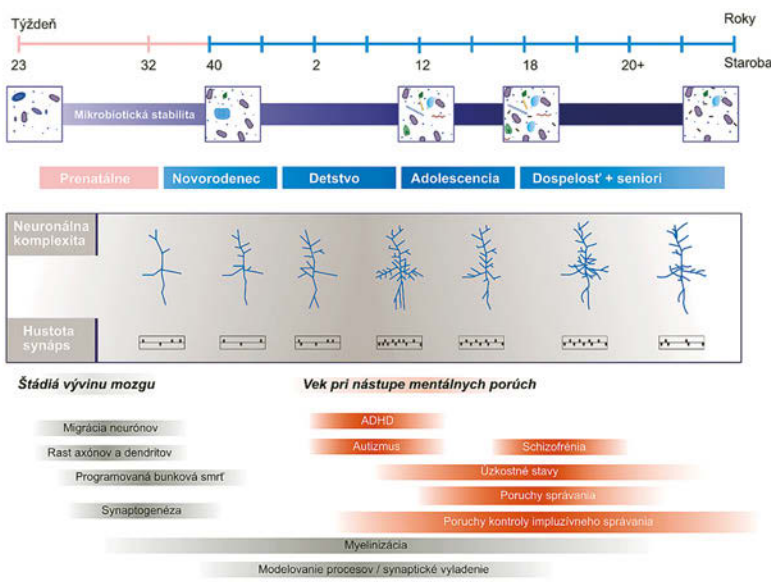 Týždeň
Roky
23 32 40 2 12 18 20+ Staroba
Mikrobiotická stabilita
Prenatálne Novorodenec Detstvo Adolescencia Dospelosť + seniori
Neuronálna
komplexita
Hustota
synáps
Štádiá vývinu mozgu
Vek pri nástupe mentálnych porúch
Migrácia neurónov
ADHD
Rast axónov a dendritov
Autizmus
Schizofrénia
Programovaná bunková smrť
Úzkostné stavy
Poruchy správania
Synaptogenéza
Poruchy kontroly impluzívneho správania
Myelinizácia
Modelovanie procesov / synaptické vyladenie